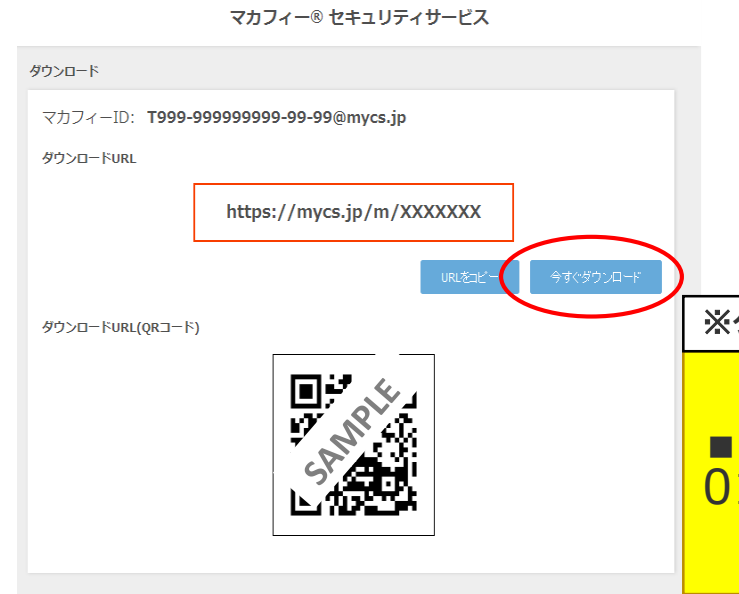 マカフィー® セキュリティサービス
ダウンロード
マカフィーID: T999-999999999-99-99@mycs.jp
ダウンロードURL
https://mycs.jp/m/XXXXXXX
URLをコピー 今すぐダウンロード
ダウンロードURL(QRコード)
SAMPLE
※
■
0